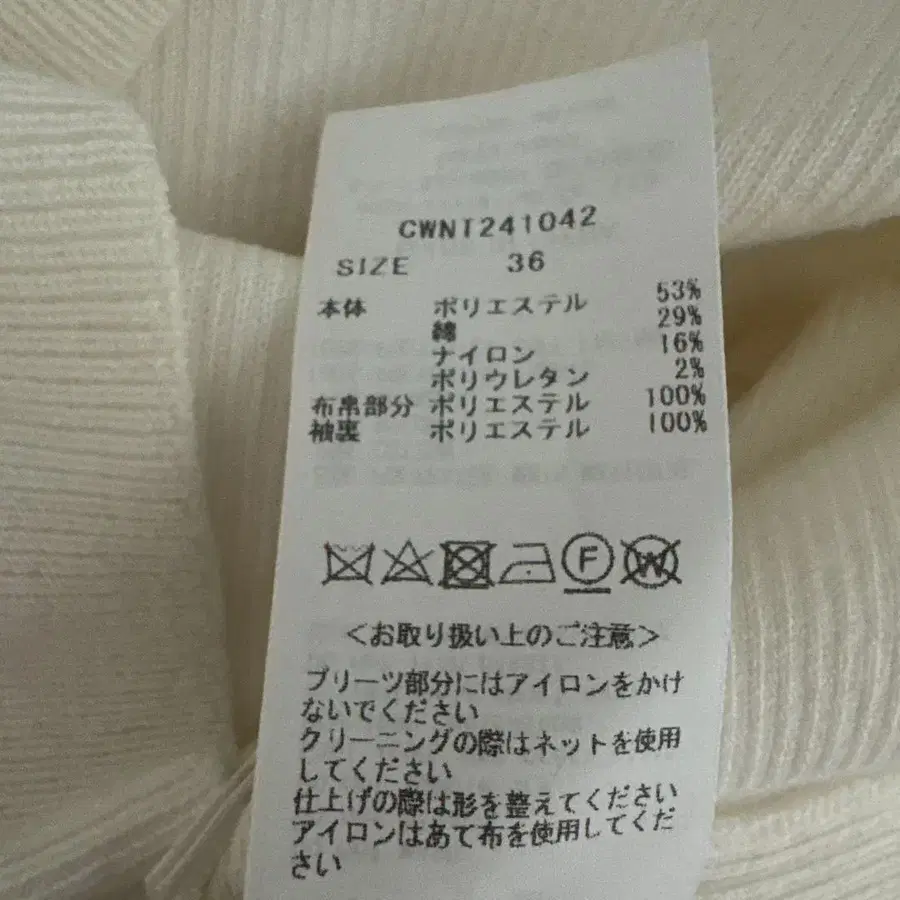 CWNT241042
SIZE 36
本体 ポリエステル 53%
綿 29%
ナイロン 16%
ポリウレタン 2%
布帛部分 ポリエステル 100%
袖裏 ポリエステル 100%
F W
<お取り扱い上のご注意>
プリーツ部分にはアイロンをかけ
ないでください
クリーニングの際はネットを使用
してください
仕上げの際は形を整えてください
アイロンはあて布を使用してくだ
さい